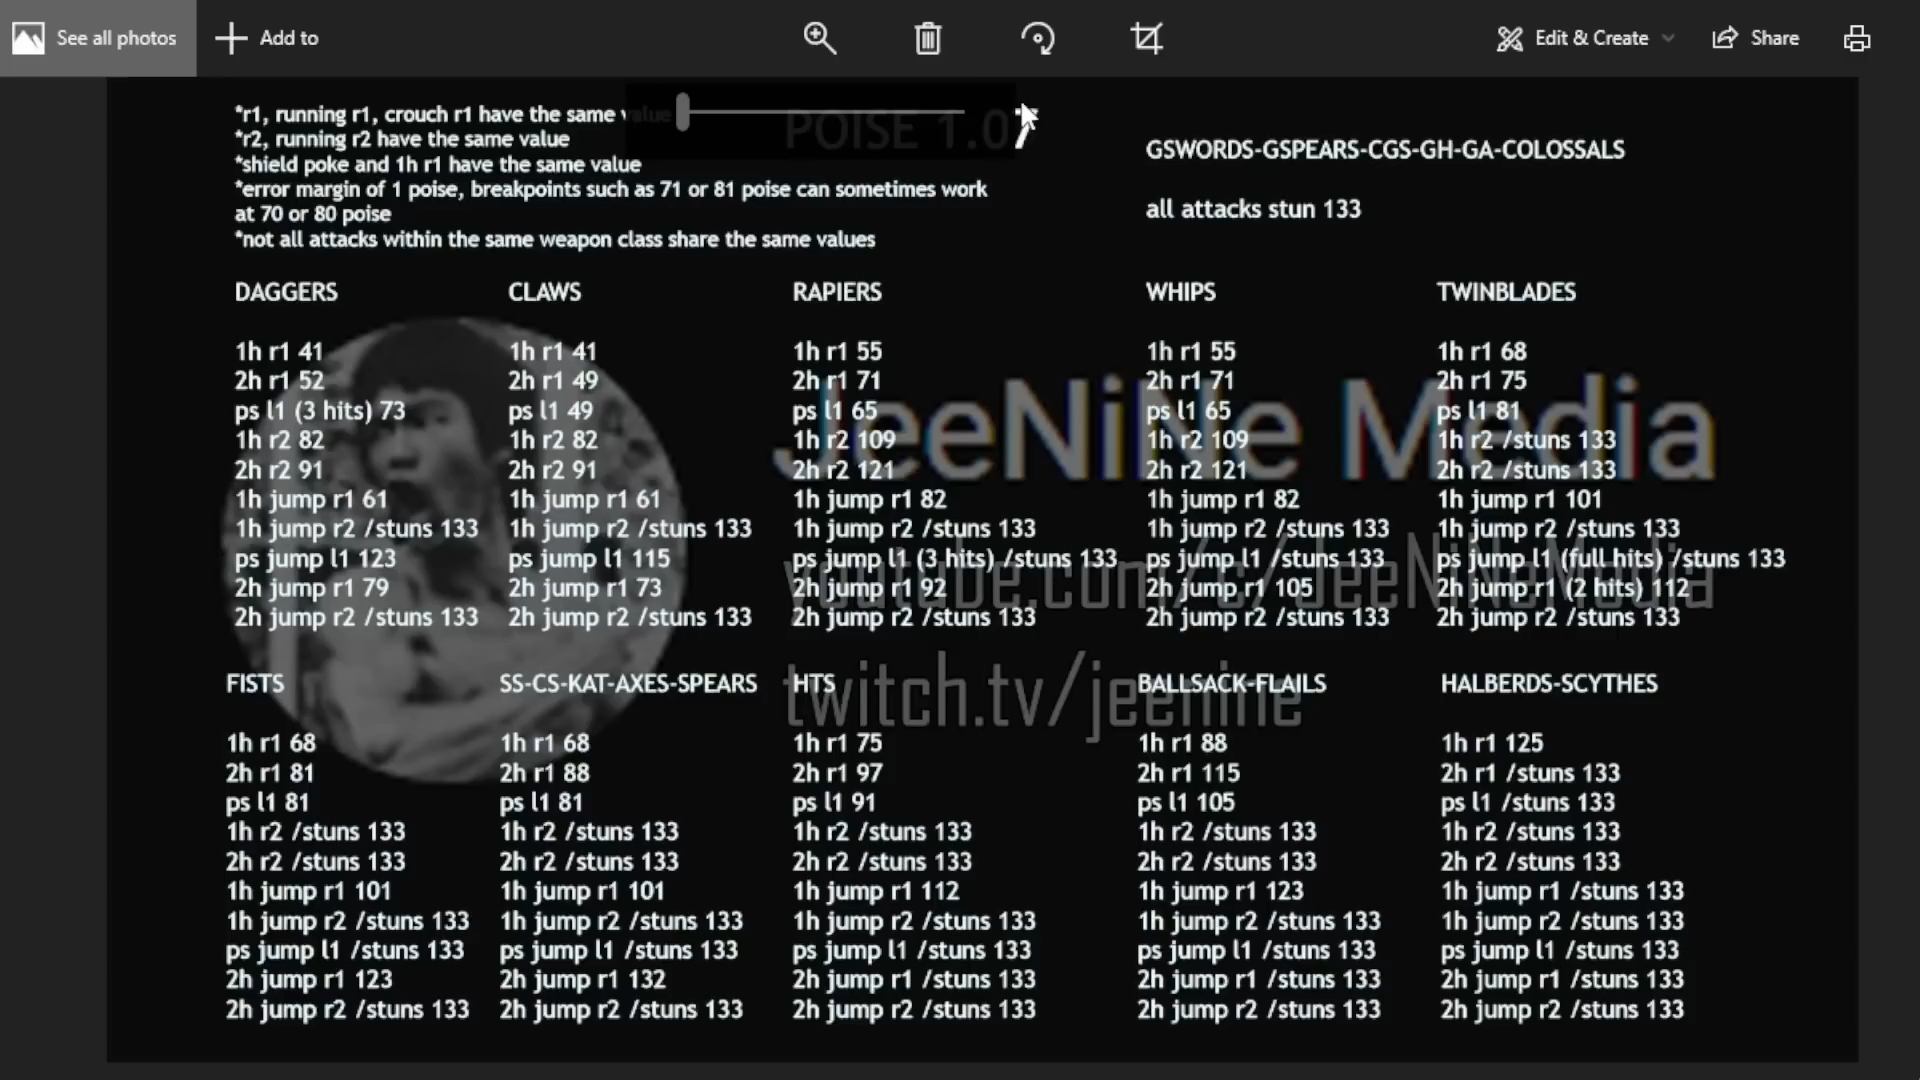 See all photos
Add to
Edit & Create
Share
*r1, running r1, crouch r1 have the same value
*r2, running r2 have the same value
*shield poke and 1h r1 have the same value
*error margin of 1 poise, breakpoints such as 71 or 81 poise can sometimes work
at 70 or 80 poise
*not all attacks within the same weapon class share the same values
POISE 1.07
GSWORDS-GSPEARS-CGS-GH-GA-COLOSSALS
all attacks stun 133
DAGGERS
1h r1 41
2h r1 52
ps l1 (3 hits) 73
1h r2 82
2h r2 91
1h jump r1 61
1h jump r2 /stuns 133
ps jump l1 123
2h jump r1 79
2h jump r2 /stuns 133
CLAWS
1h r1 41
2h r1 49
ps l1 49
1h r2 82
2h r2 91
1h jump r1 61
1h jump r2 /stuns 133
ps jump l1 115
2h jump r1 73
2h jump r2 /stuns 133
RAPIERS
1h r1 55
2h r1 71
ps l1 65
1h r2 109
2h r2 121
1h jump r1 82
1h jump r2 /stuns 133
ps jump l1 (3 hits) /stuns 133
2h jump r1 92
2h jump r2 /stuns 133
WHIPS
1h r1 55
2h r1 71
ps l1 65
1h r2 109
2h r2 121
1h jump r1 82
1h jump r2 /stuns 133
ps jump l1 /stuns 133
2h jump r1 105
2h jump r2 /stuns 133
TWINBLADES
1h r1 68
2h r1 75
ps l1 81
1h r2 /stuns 133
2h r2 /stuns 133
1h jump r1 101
1h jump r2 /stuns 133
ps jump l1 (full hits) /stuns 133
2h jump r1 (2 hits) 112
2h jump r2 /stuns 133
JeeNiNe Media
youtube.com/c/JeeNiNeMedia
twitch.tv/jeenine
FISTS
1h r1 68
2h r1 81
ps l1 81
1h r2 /stuns 133
2h r2 /stuns 133
1h jump r1 101
1h jump r2 /stuns 133
ps jump l1 /stuns 133
2h jump r1 123
2h jump r2 /stuns 133
SS-CS-KAT-AXES-SPEARS
1h r1 68
2h r1 88
ps l1 81
1h r2 /stuns 133
2h r2 /stuns 133
1h jump r1 101
1h jump r2 /stuns 133
ps jump l1 /stuns 133
2h jump r1 132
2h jump r2 /stuns 133
HTS
1h r1 75
2h r1 97
ps l1 91
1h r2 /stuns 133
2h r2 /stuns 133
1h jump r1 112
1h jump r2 /stuns 133
ps jump l1 /stuns 133
2h jump r1 /stuns 133
2h jump r2 /stuns 133
BALLSACK-FLAILS
1h r1 88
2h r1 115
ps l1 105
1h r2 /stuns 133
2h r2 /stuns 133
1h jump r1 123
1h jump r2 /stuns 133
ps jump l1 /stuns 133
2h jump r1 /stuns 133
2h jump r2 /stuns 133
HALBERDS-SCYTHES
1h r1 125
2h r1 /stuns 133
ps l1 /stuns 133
1h r2 /stuns 133
2h r2 /stuns 133
1h jump r1 /stuns 133
1h jump r2 /stuns 133
ps jump l1 /stuns 133
2h jump r1 /stuns 133
2h jump r2 /stuns 133